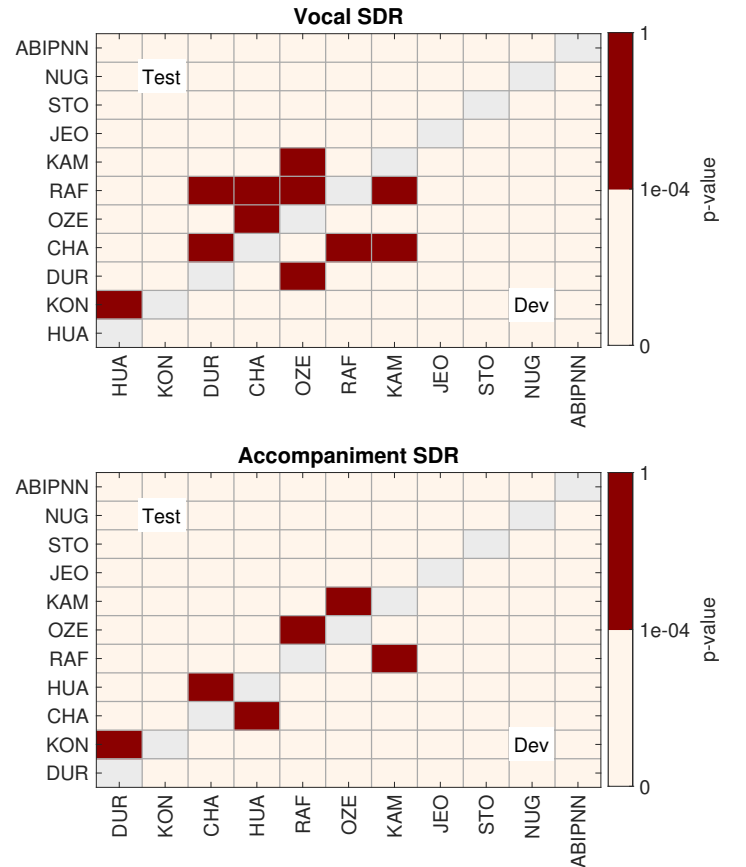 Vocal SDR
ABIPNN
NUG
STO
JEO
KAM
RAF
OZE
CHA
DUR
KON
HUA
Test
Dev
HUA KON DUR CHA OZE RAF KAM JEO STO NUG ABIPNN
1
1e-04
0
p-value
Accompaniment SDR
ABIPNN
NUG
STO
JEO
KAM
OZE
RAF
HUA
CHA
KON
DUR
Test
Dev
DUR KON CHA HUA RAF OZE KAM JEO STO NUG ABIPNN
1
1e-04
0
p-value